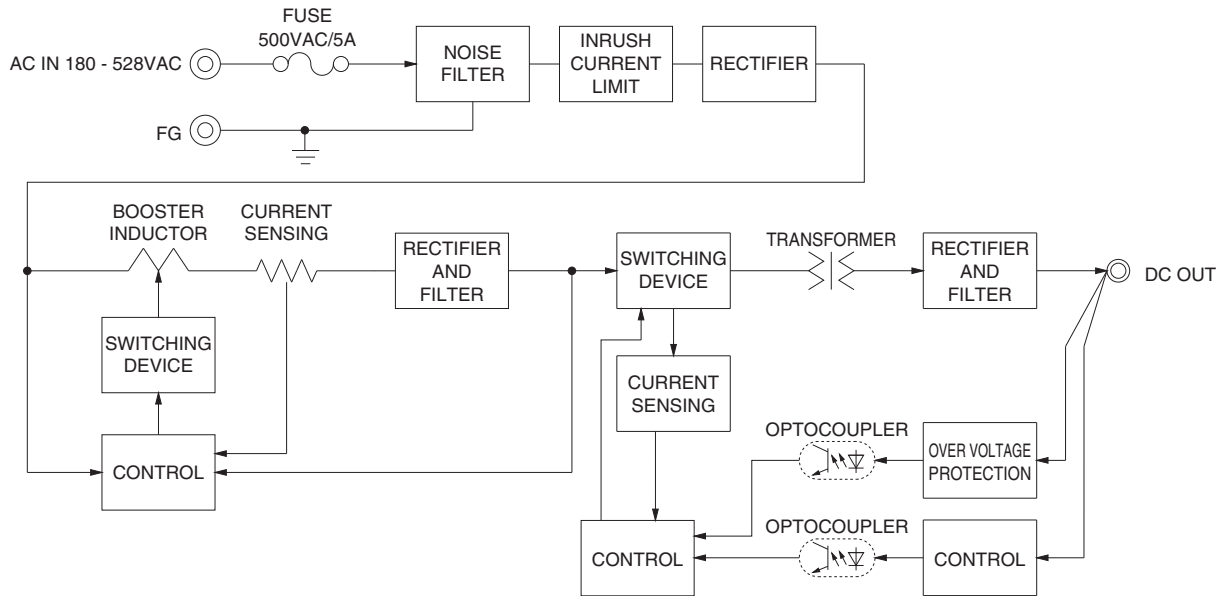 FUSE
500VAC/5A
AC IN 180 - 528VAC
NOISE
FILTER
INRUSH
CURRENT
LIMIT
RECTIFIER
FG
BOOSTER
INDUCTOR
CURRENT
SENSING
RECTIFIER
AND
FILTER
SWITCHING
DEVICE
TRANSFORMER
RECTIFIER
AND
FILTER
DC OUT
SWITCHING
DEVICE
CURRENT
SENSING
CONTROL
OPTOCOUPLER
OVER VOLTAGE
PROTECTION
CONTROL
OPTOCOUPLER
CONTROL